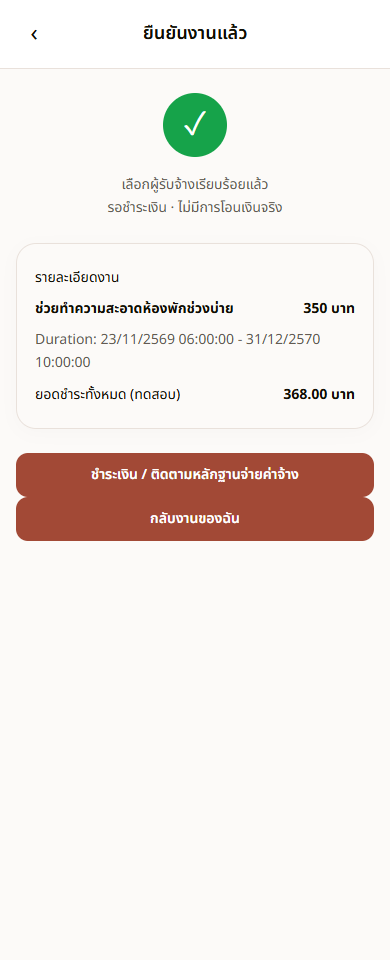 ‹ ยืนยันงานแล้ว
✓
เลือกผู้รับจ้างเรียบร้อยแล้ว
รอชำระเงิน · ไม่มีการโอนเงินจริง
รายละเอียดงาน
ช่วยทำความสะอาดห้องพักช่วงบ่าย 350 บาท
Duration: 23/11/2569 06:00:00 - 31/12/2570
10:00:00
ยอดชำระทั้งหมด (ทดสอบ) 368.00 บาท
ชำระเงิน / ติดตามหลักฐานจ่ายค่าจ้าง
กลับงานของฉัน